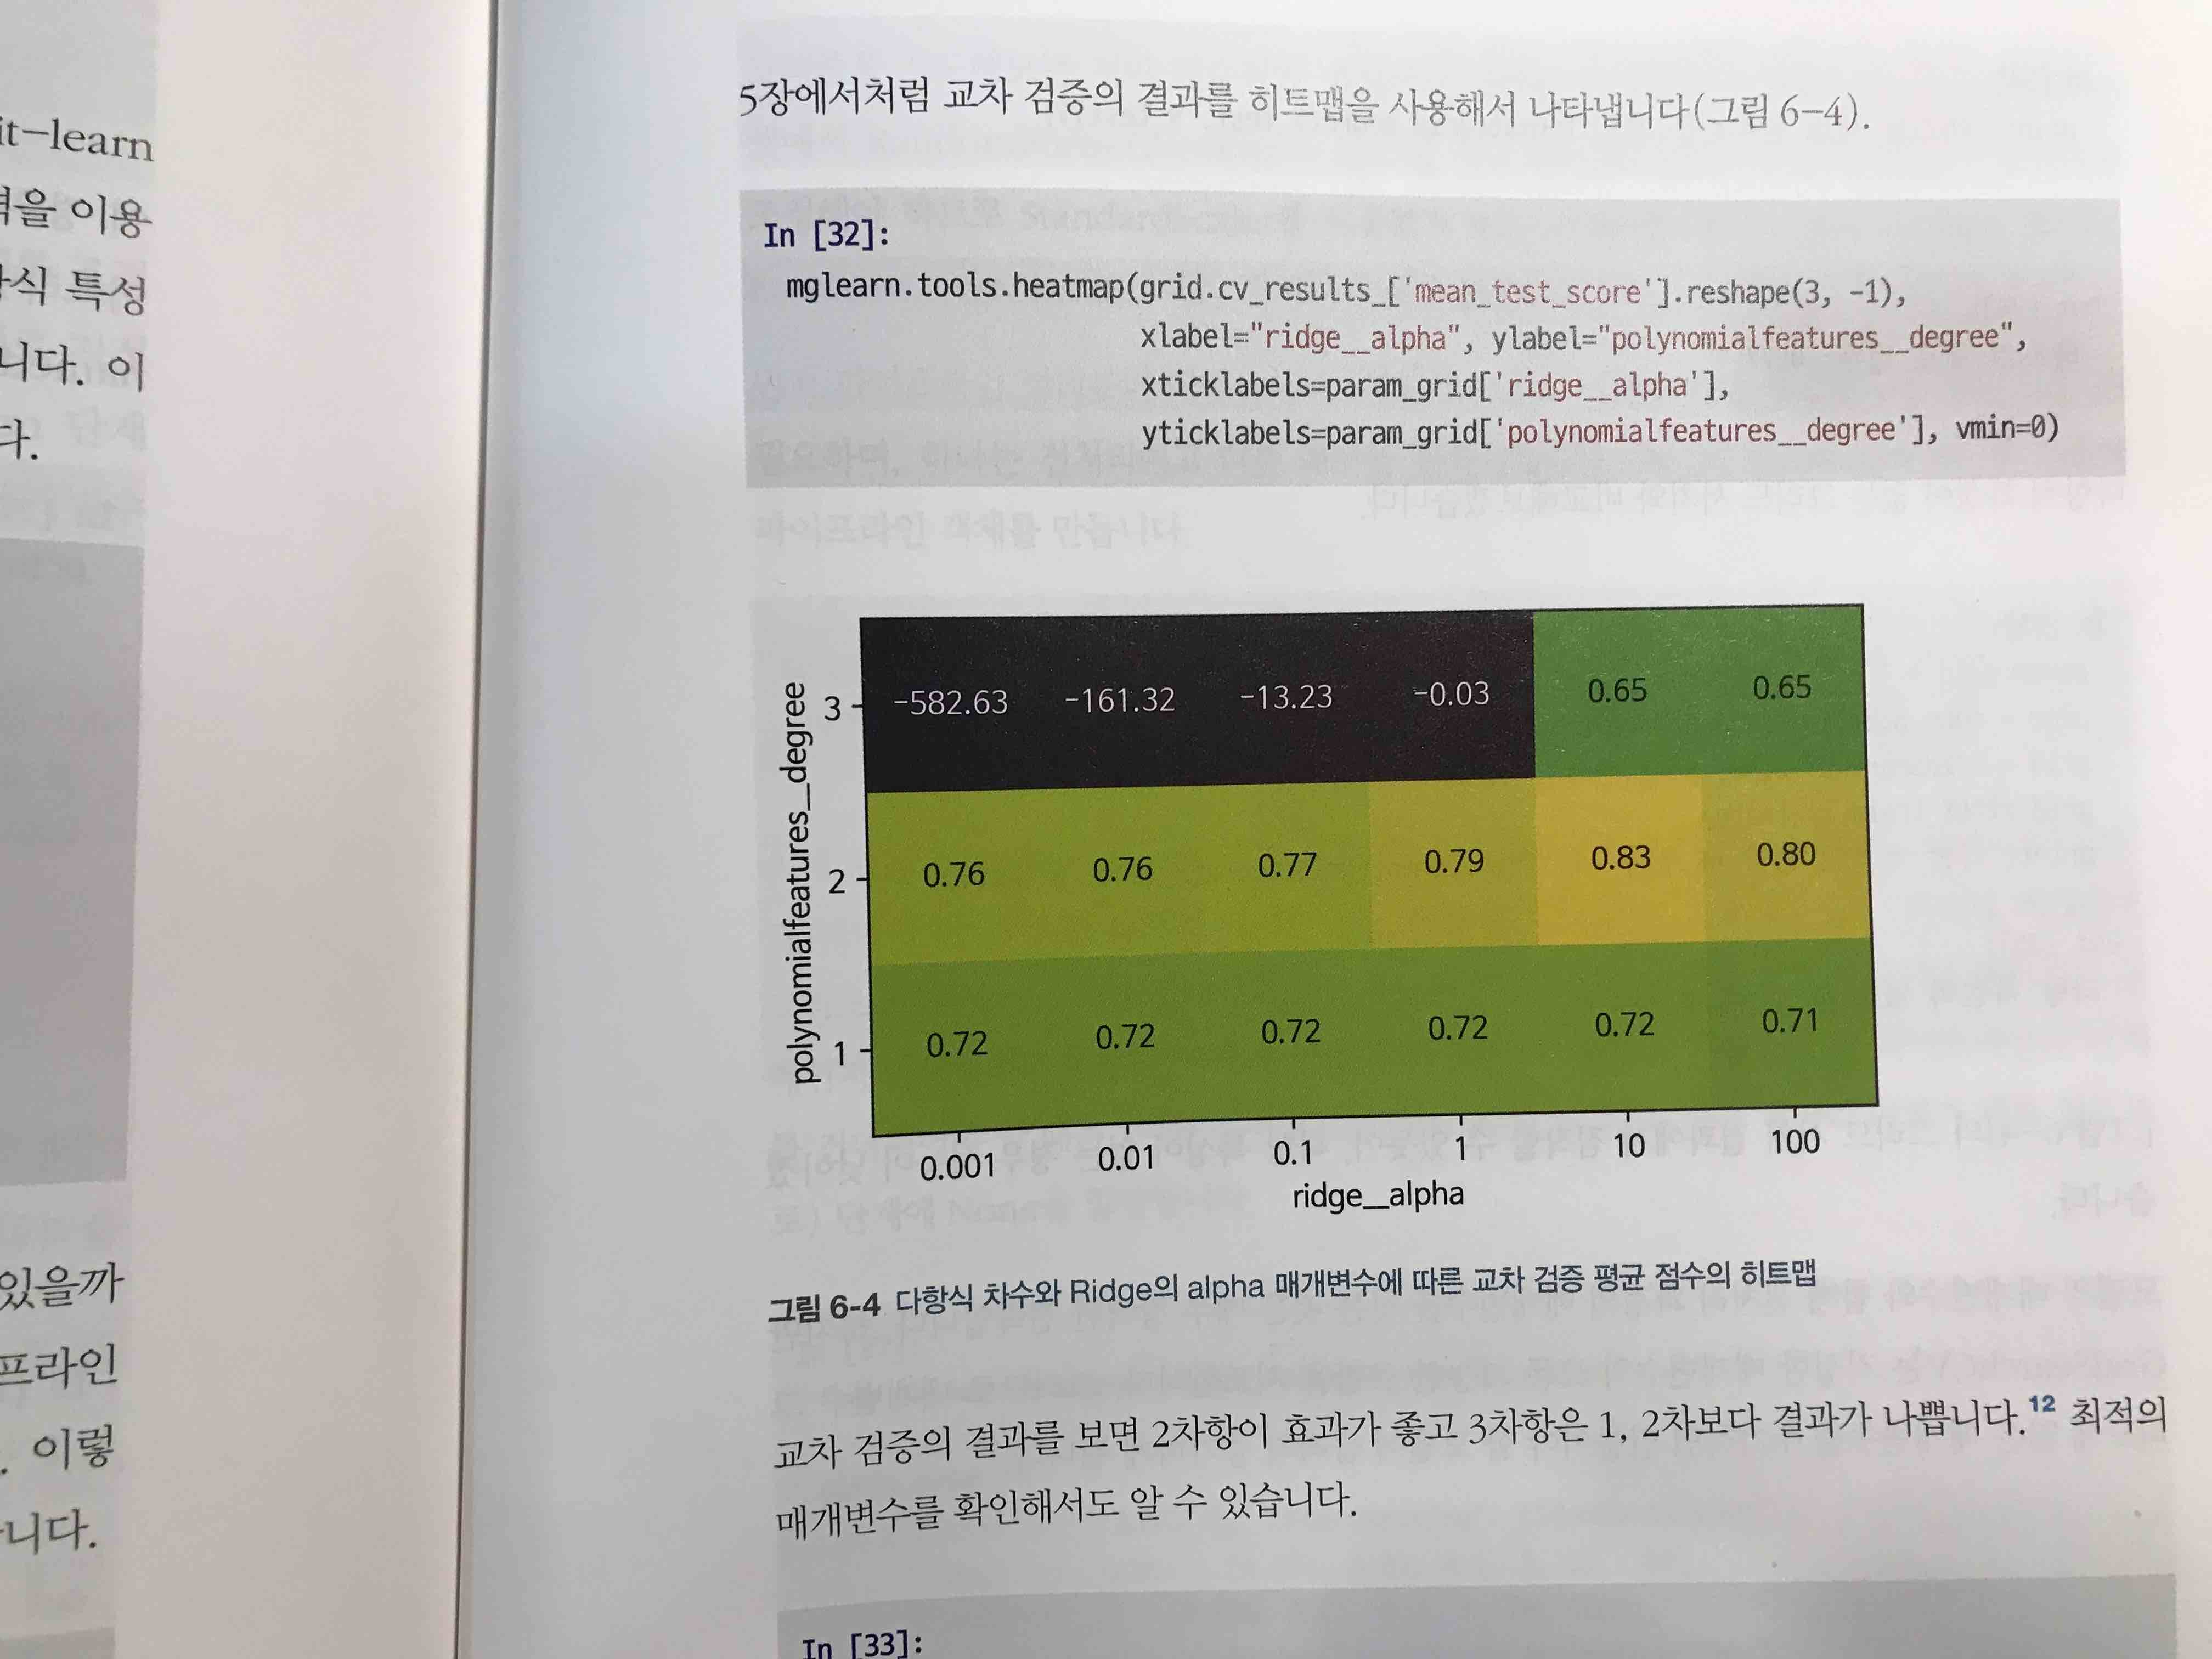 it-learn
을 이용
식 특성
니다. 이
다.
있을까
프라인
. 이렇
니다.
5장에서처럼 교차 검증의 결과를 히트맵을 사용해서 나타냅니다(그림 6-4).
In [32]:
mglearn.tools.heatmap(grid.cv_results_['mean_test_score'].reshape(3, -1),
xlabel="ridge__alpha", ylabel="polynomialfeatures__degree",
xticklabels=param_grid['ridge__alpha'],
yticklabels=param_grid['polynomialfeatures__degree'], vmin=0)
polynomialfeatures__degree
3 -582.63 -161.32 -13.23 -0.03 0.65 0.65
2 0.76 0.76 0.77 0.79 0.83 0.80
1 0.72 0.72 0.72 0.72 0.72 0.71
0.001 0.01 0.1 1 10 100
ridge__alpha
그림 6-4 다항식 차수와 Ridge의 alpha 매개변수에 따른 교차 검증 평균 점수의 히트맵
교차 검증의 결과를 보면 2차항이 효과가 좋고 3차항은 1, 2차보다 결과가 나쁩니다.12 최적의
매개변수를 확인해서도 알 수 있습니다.
In [33]: